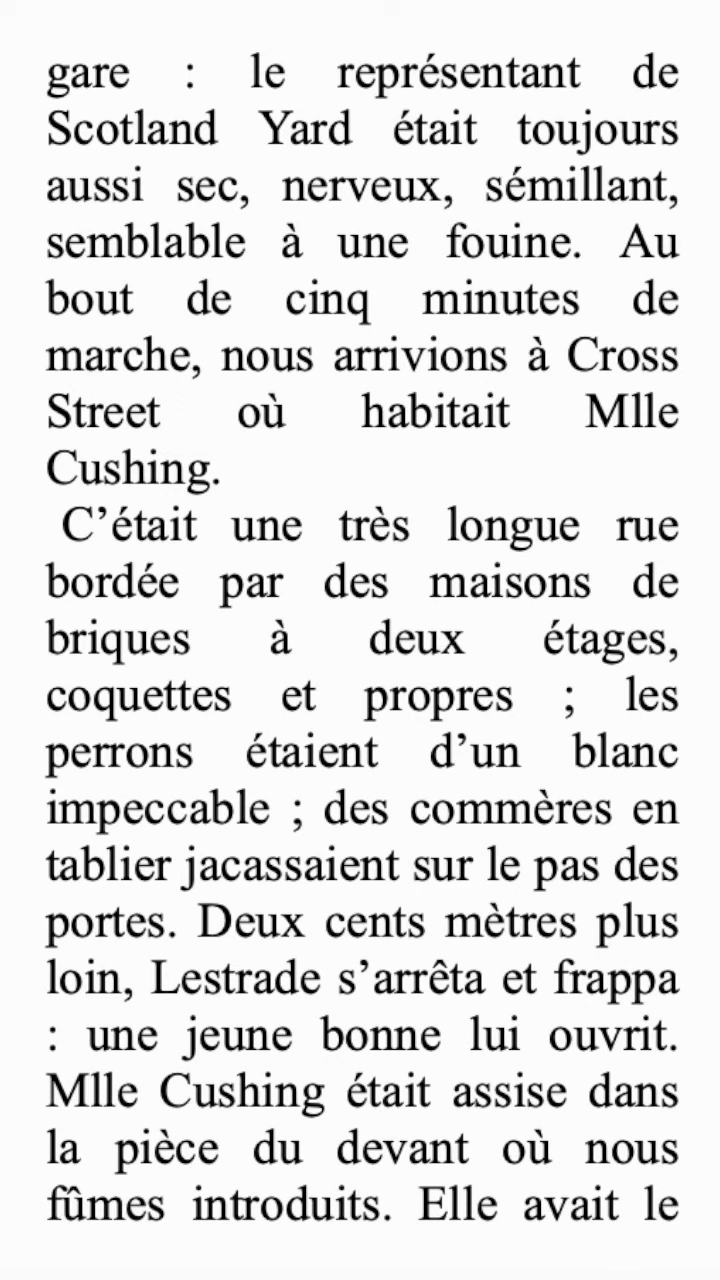 gare : le représentant de
Scotland Yard était toujours
aussi sec, nerveux, sémillant,
semblable à une fouine. Au
bout de cinq minutes de
marche, nous arrivions à Cross
Street où habitait Mlle
Cushing.
C’était une très longue rue
bordée par des maisons de
briques à deux étages,
coquettes et propres ; les
perrons étaient d’un blanc
impeccable ; des commères en
tablier jacassaient sur le pas des
portes. Deux cents mètres plus
loin, Lestrade s’arrêta et frappa
: une jeune bonne lui ouvrit.
Mlle Cushing était assise dans
la pièce du devant où nous
fûmes introduits. Elle avait le